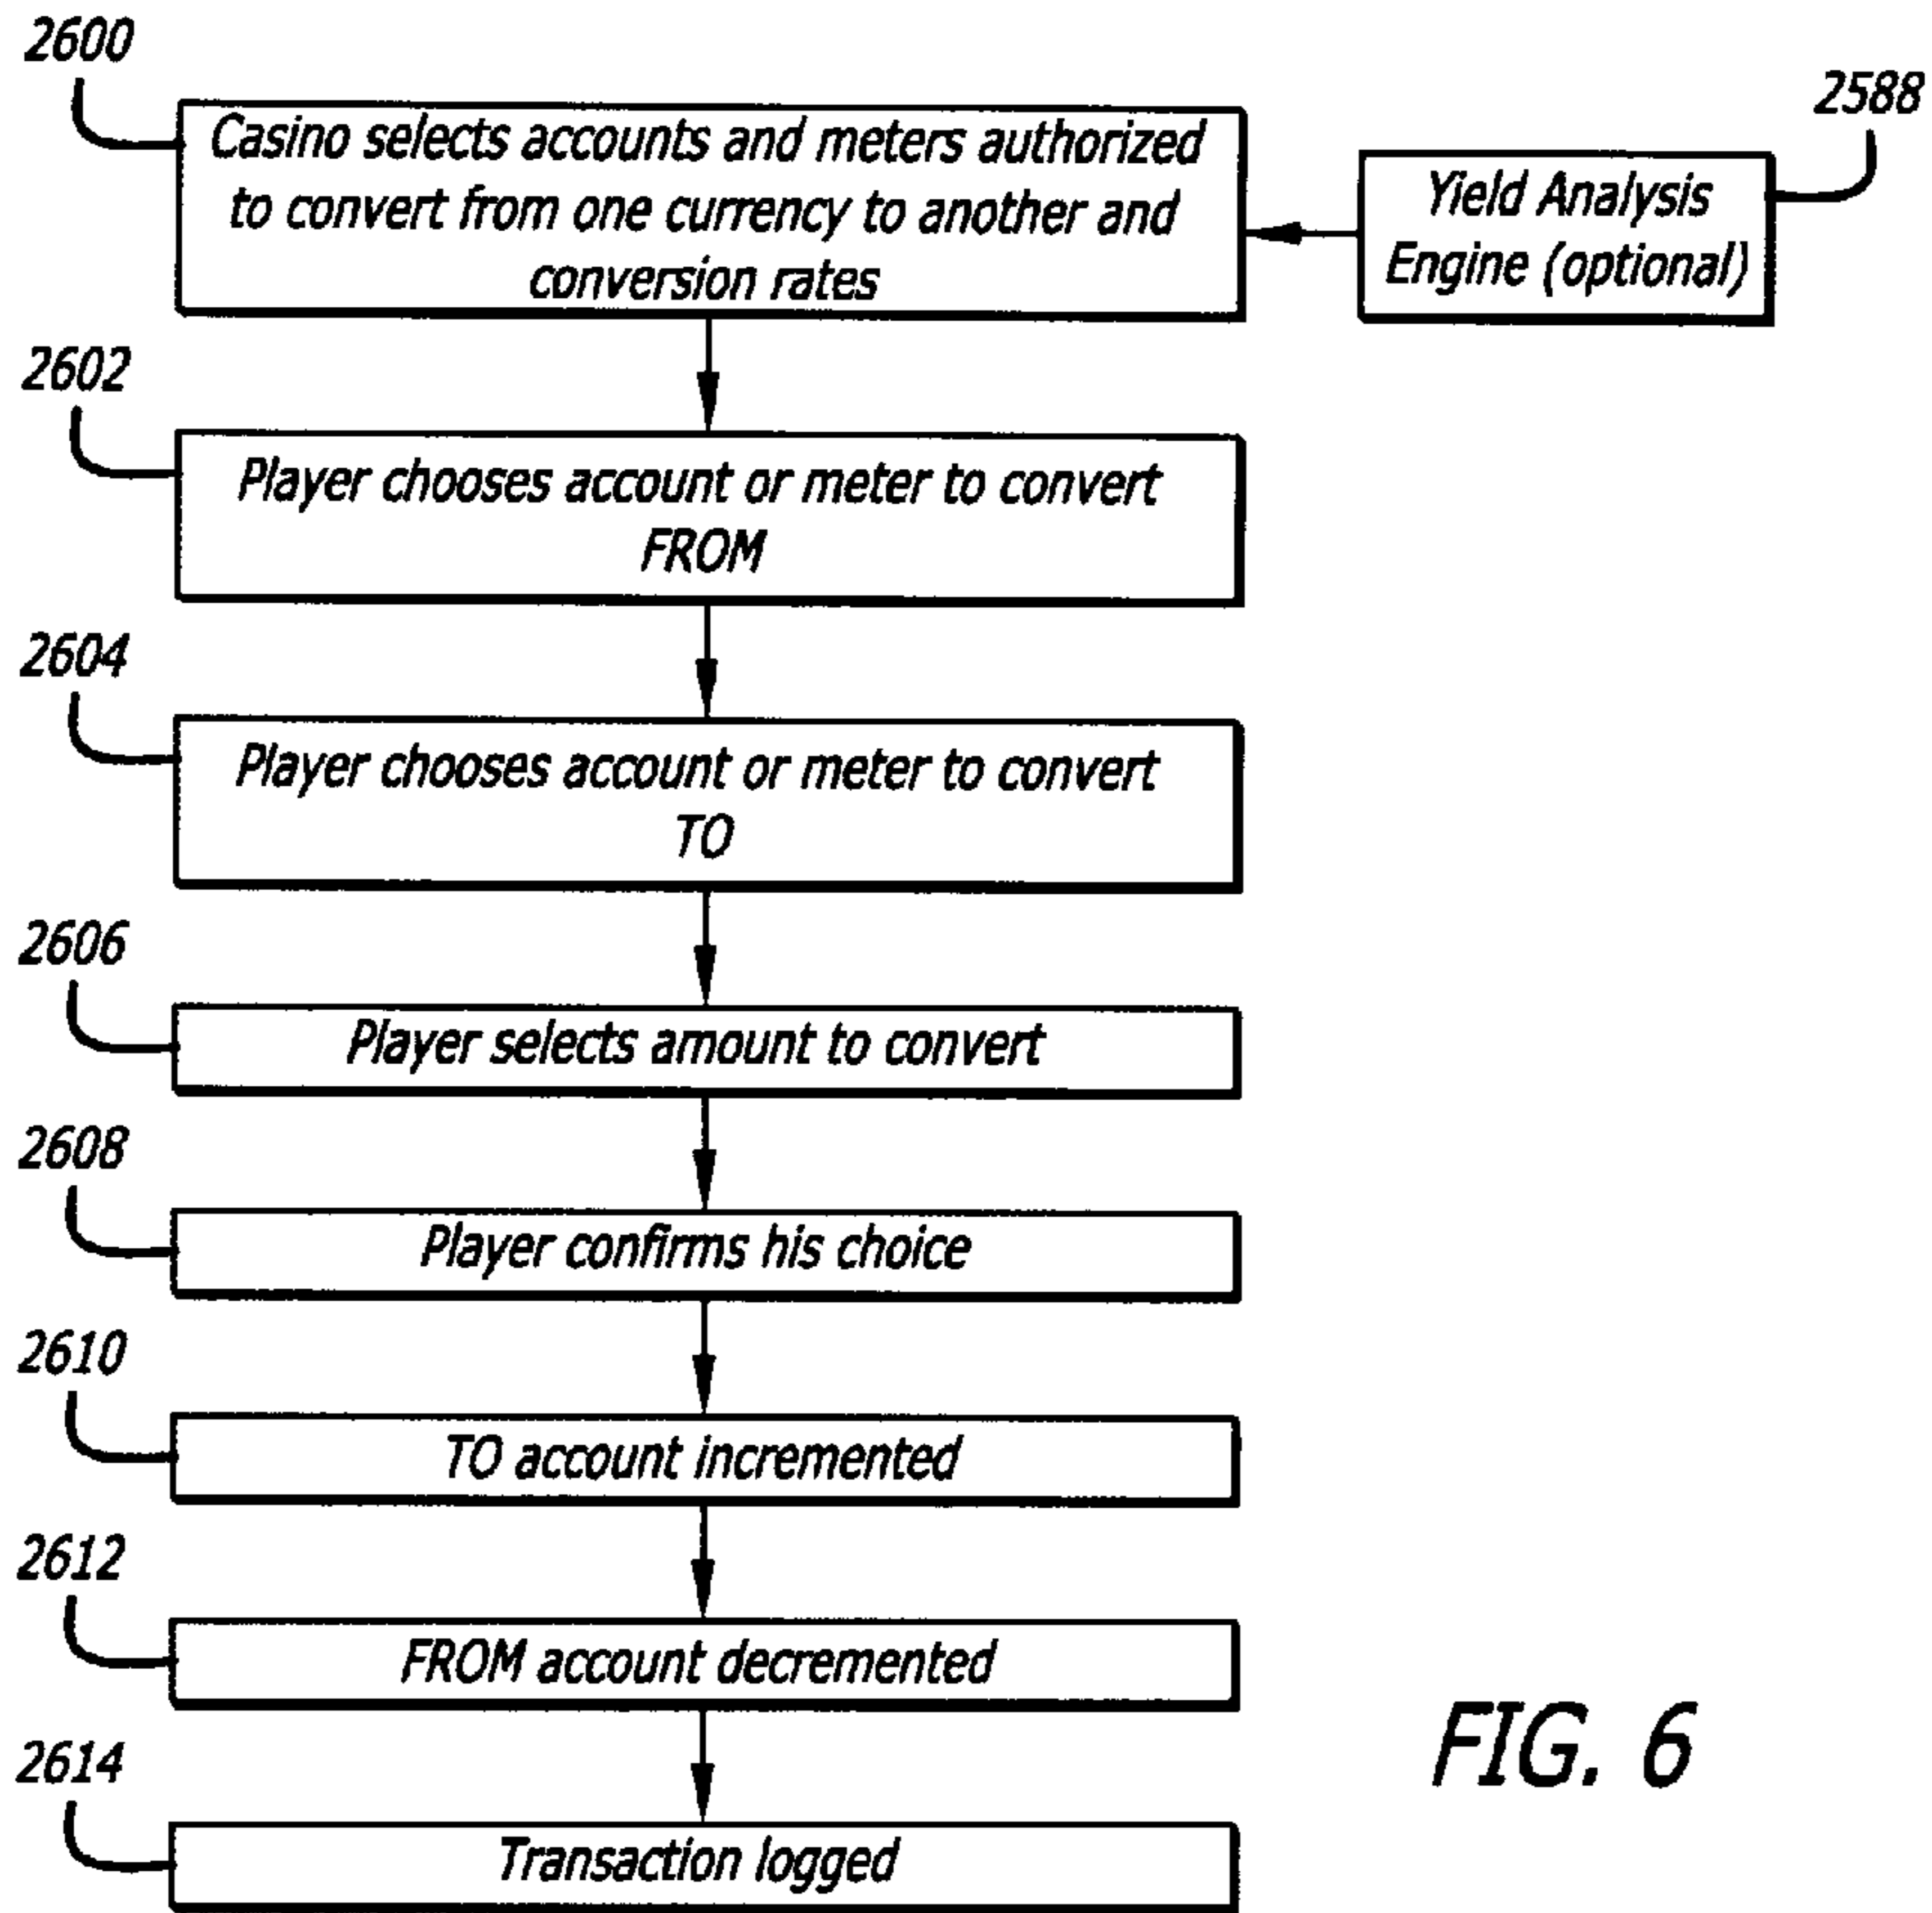 2600
Casino selects accounts and meters authorized
to convert from one currency to another and
conversion rates
2588
Yield Analysis
Engine (optional)
2602
Player chooses account or meter to convert
FROM
2604
Player chooses account or meter to convert
TO
2606
Player selects amount to convert
2608
Player confirms his choice
2610
TO account incremented
2612
FROM account decremented
2614
Transaction logged
FIG. 6